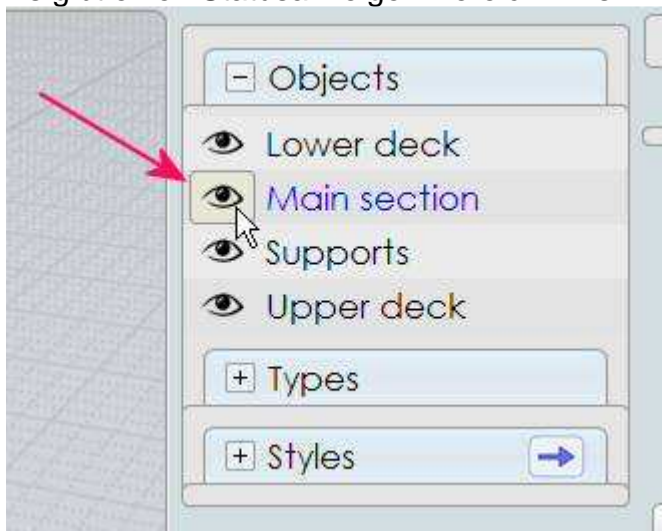 Objects
Lower deck
Main section
Supports
Upper deck
Types
Styles